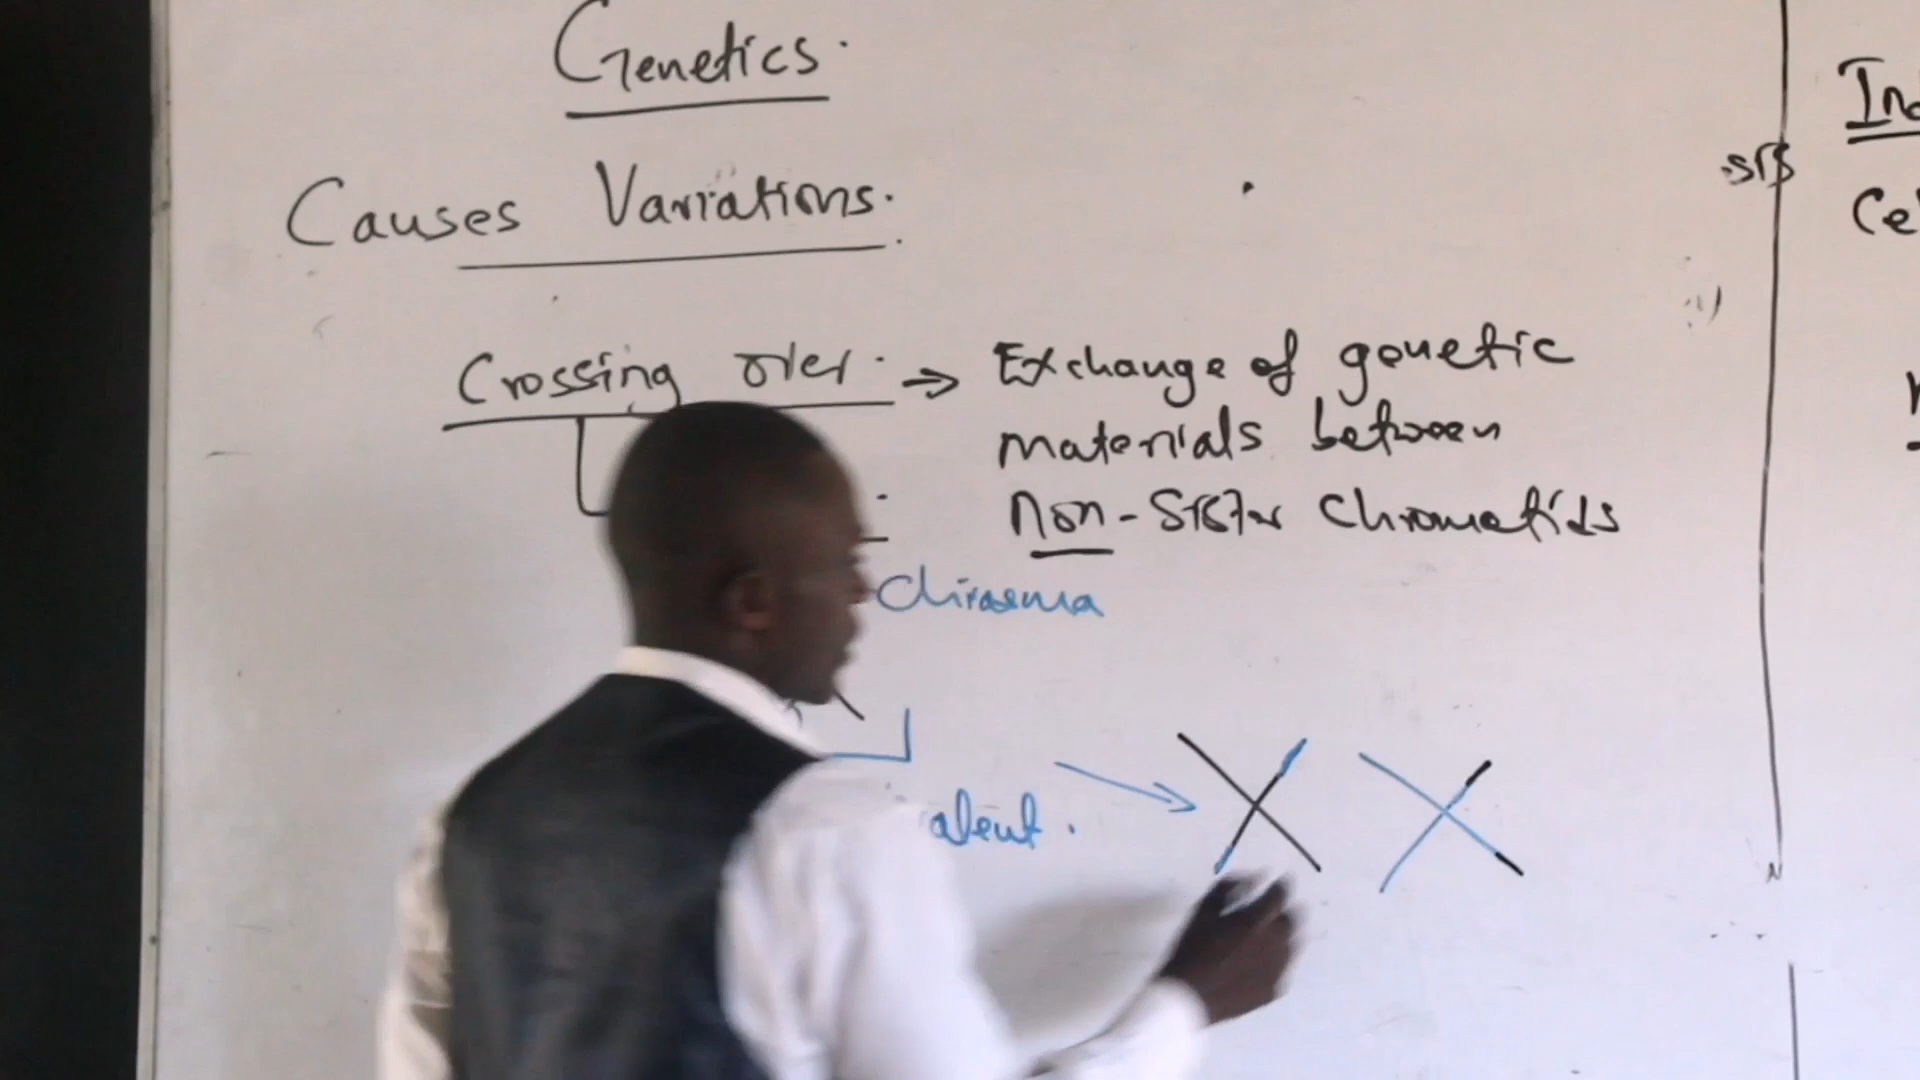 Genetics.
Causes Variations.
Crossing over. → Exchange of genetic
materials between
non-Sister Chromatids
Chiasma
alent.
In
Ce